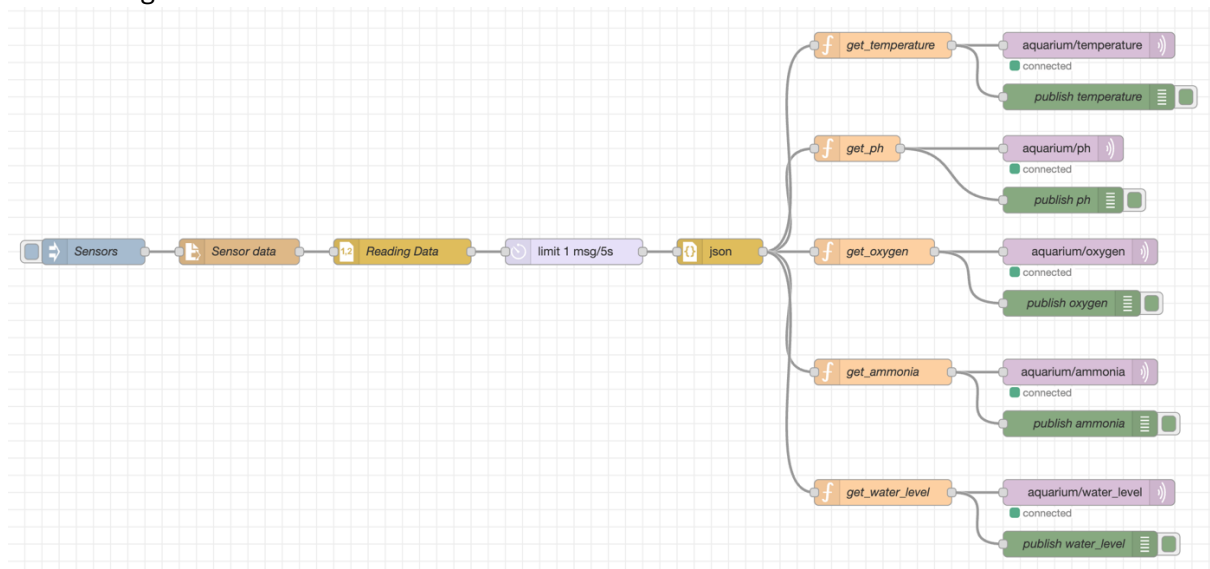 get_temperature
aquarium/temperature
connected
publish temperature
get_ph
aquarium/ph
connected
publish ph
Sensors
Sensor data
1,2
Reading Data
limit 1 msg/5s
{}
json
get_oxygen
aquarium/oxygen
connected
publish oxygen
get_ammonia
aquarium/ammonia
connected
publish ammonia
get_water_level
aquarium/water_level
connected
publish water_level